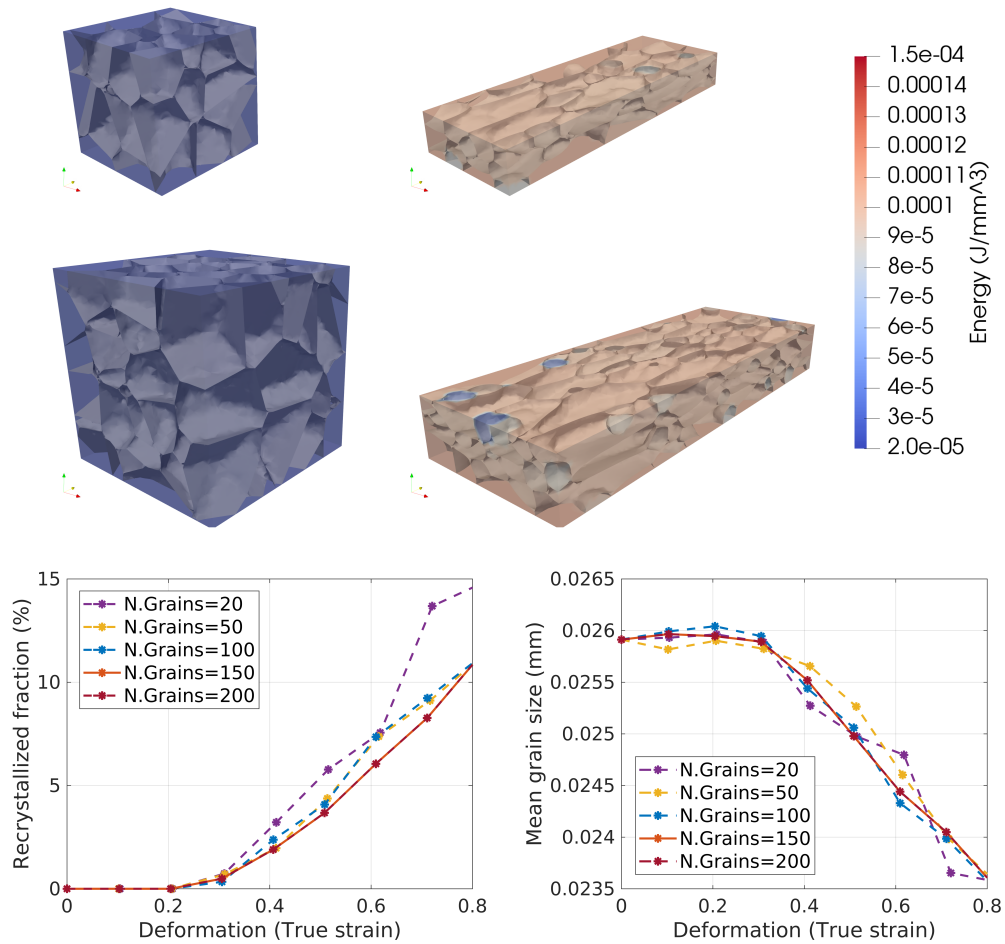 1.5e-04
0.00014
0.00013
0.00012
0.00011
0.0001
9e-5
8e-5
7e-5
6e-5
5e-5
4e-5
3e-5
2.0e-05
Energy (J/mm^3)
15
10
5
0
Recrystallized fraction (%)
N.Grains=20
N.Grains=50
N.Grains=100
N.Grains=150
N.Grains=200
0
0.2
0.4
0.6
0.8
Deformation (True strain)
0.0265
0.026
0.0255
0.025
0.0245
0.024
0.0235
Mean grain size (mm)
N.Grains=20
N.Grains=50
N.Grains=100
N.Grains=150
N.Grains=200
0
0.2
0.4
0.6
0.8
Deformation (True strain)